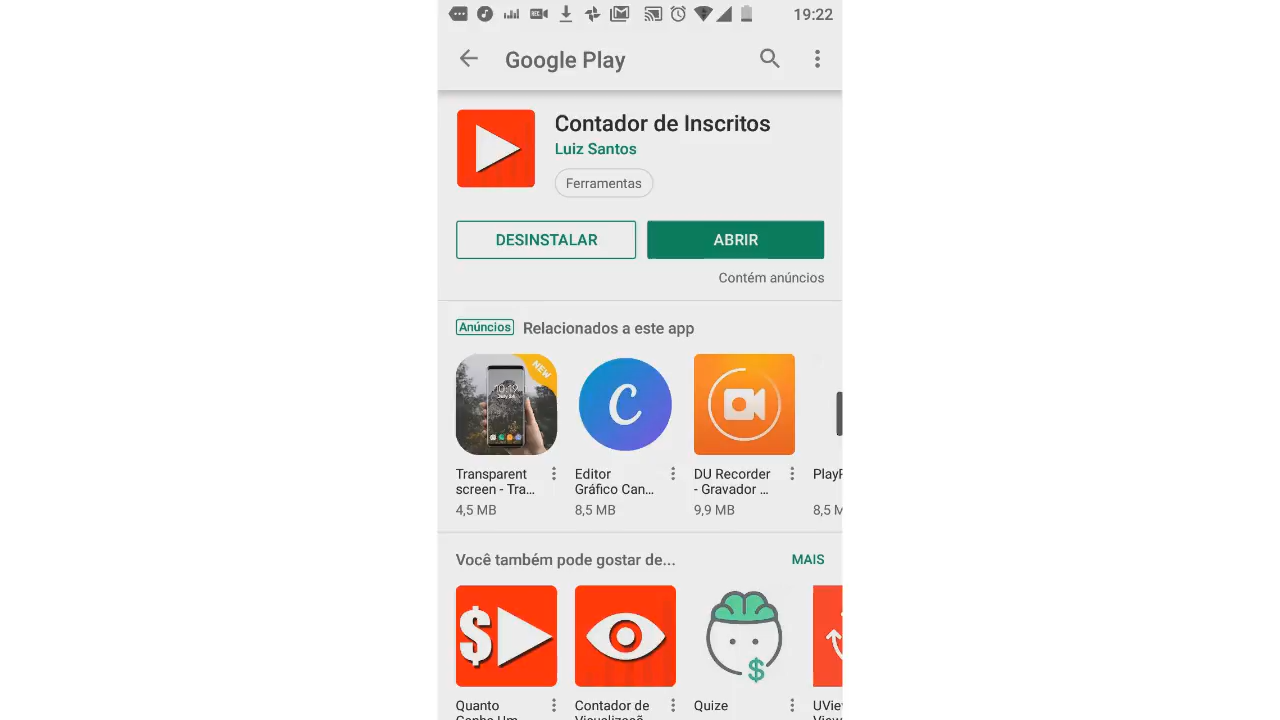 19:22
Google Play
Contador de Inscritos
Luiz Santos
Ferramentas
DESINSTALAR
ABRIR
Contém anúncios
Anúncios Relacionados a este app
NEW
Transparent
screen - Tra...
4,5 MB
Editor
Gráfico Can...
8,5 MB
DU Recorder
- Gravador ...
9,9 MB
8,5 M
Você também pode gostar de...
MAIS
Quanto
Contador de
Quize